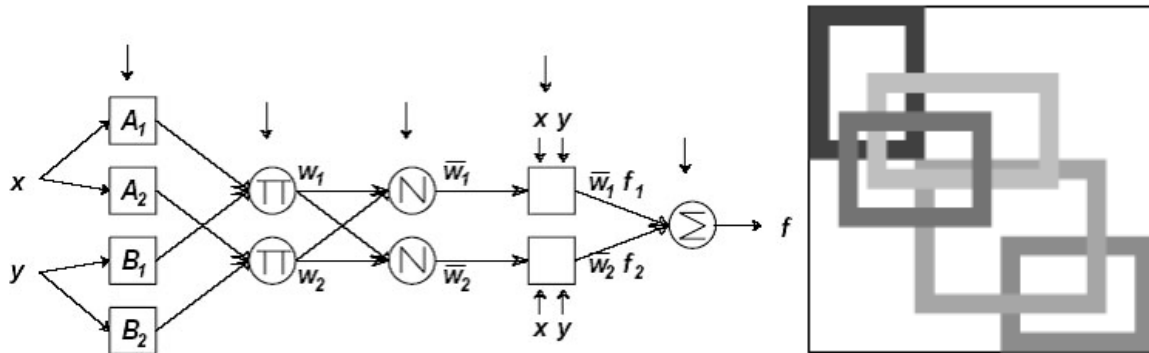 x y
A₁
x
A₂
∏ w₁ N w̄₁ w̄₁ f₁
∑ f
y
B₁
∏ w₂ N w̄₂ w̄₂ f₂
B₂
x y